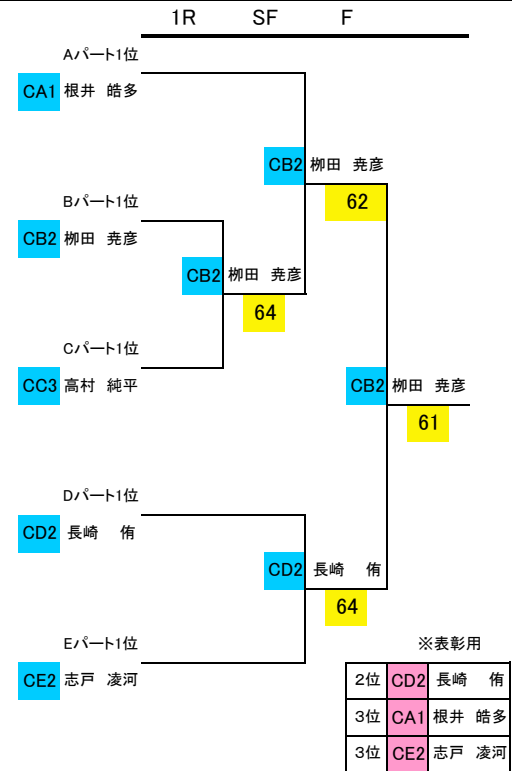 1R SF F
Aパート1位
CA1 根井 皓多
CB2 栁田 尭彦
62
Bパート1位
CB2 栁田 尭彦
CB2 栁田 尭彦
64
Cパート1位
CC3 高村 純平
CB2 栁田 尭彦
61
Dパート1位
CD2 長崎 侑
CD2 長崎 侑
64
Eパート1位
CE2 志戸 凌河
※表彰用
2位 CD2 長崎 侑
3位 CA1 根井 皓多
3位 CE2 志戸 凌河